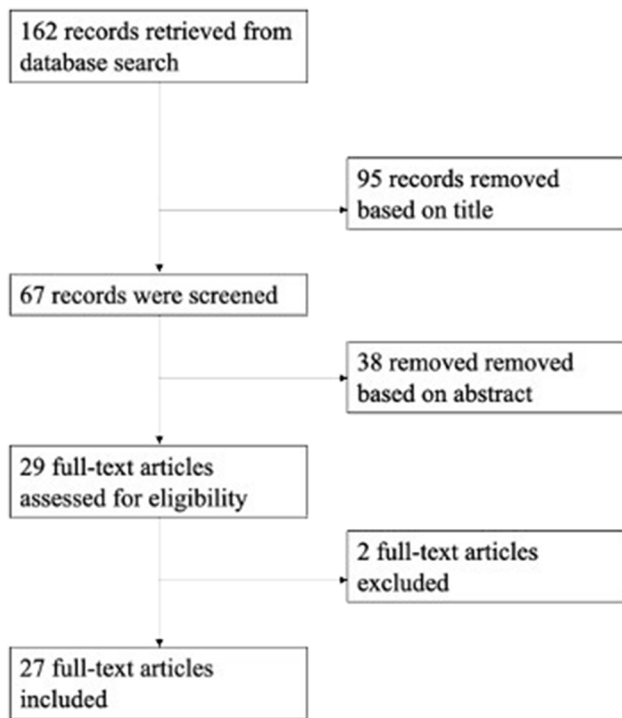 162 records retrieved from
database search
95 records removed
based on title
67 records were screened
38 removed removed
based on abstract
29 full-text articles
assessed for eligibility
2 full-text articles
excluded
27 full-text articles
included